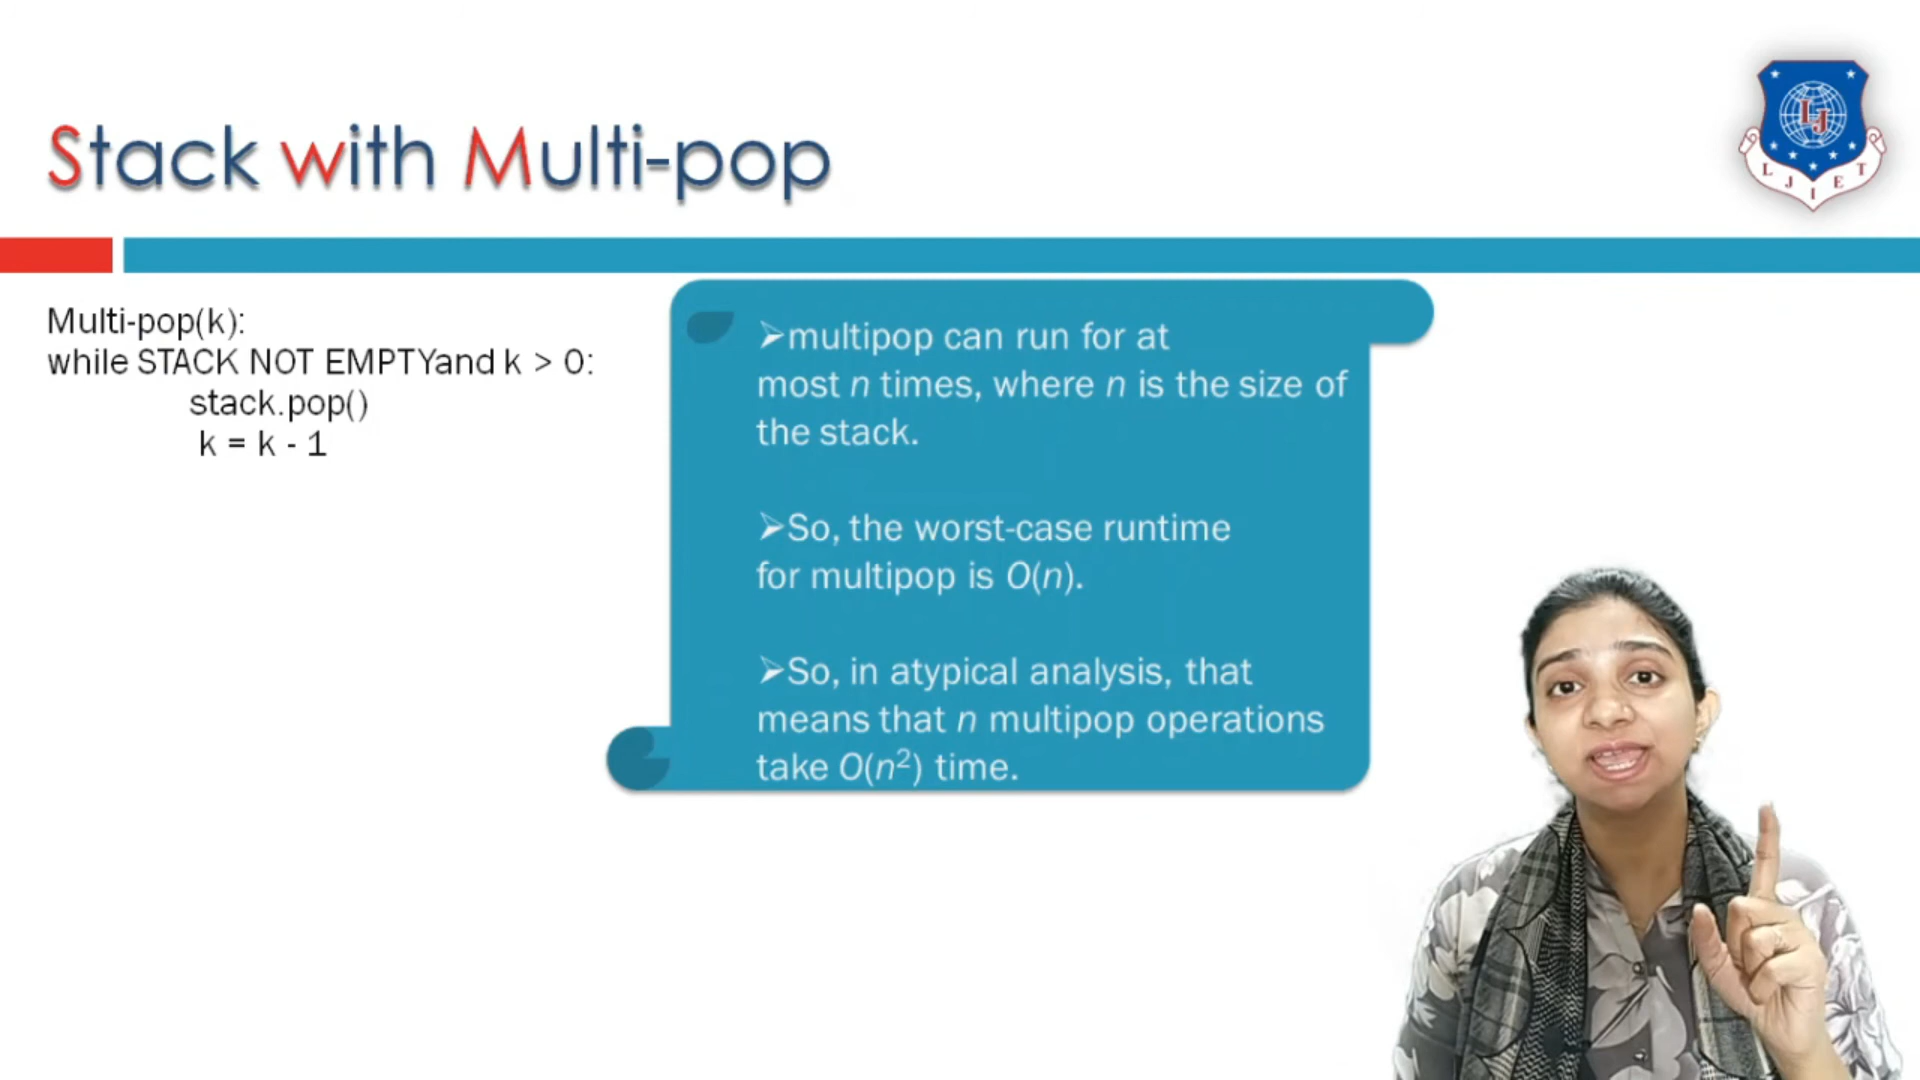 Stack with Multi-pop
LJ
L J I E T
Multi-pop(k):
while STACK NOT EMPTYand k > 0:
stack.pop()
k = k - 1
➢multipop can run for at
most n times, where n is the size of
the stack.
➢So, the worst-case runtime
for multipop is O(n).
➢So, in atypical analysis, that
means that n multipop operations
take O(n²) time.